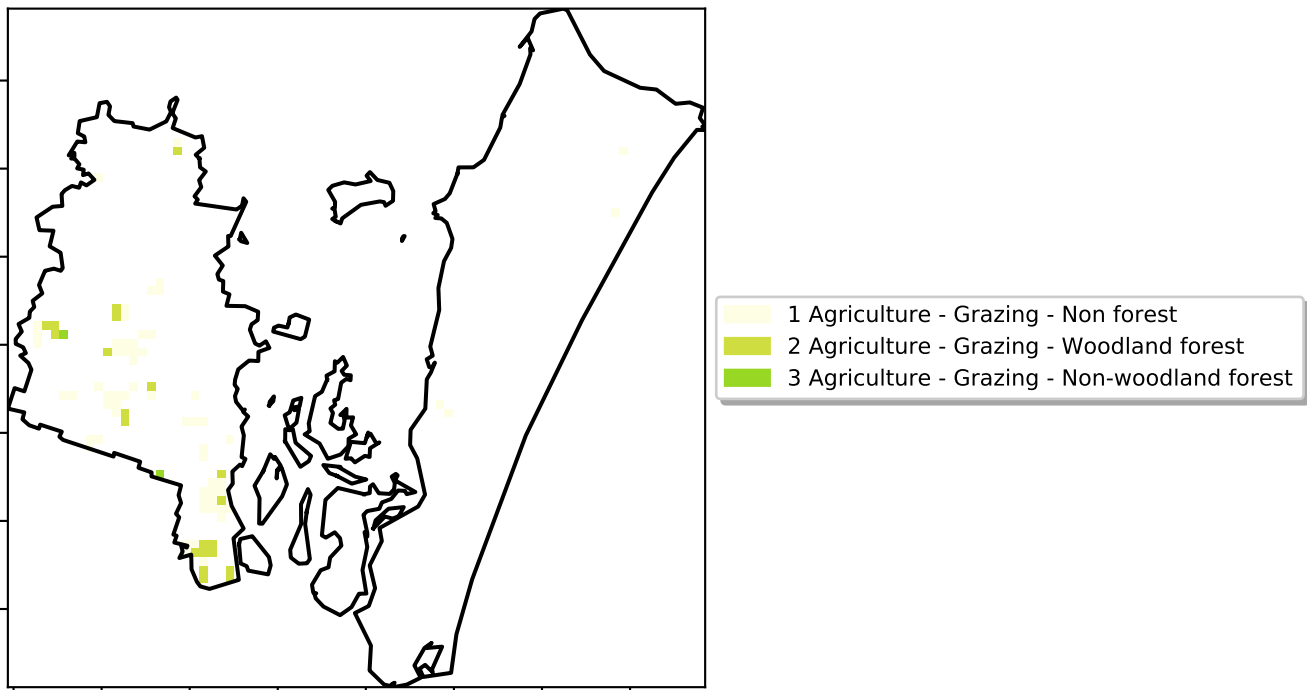 1 Agriculture - Grazing - Non forest
2 Agriculture - Grazing - Woodland forest
3 Agriculture - Grazing - Non-woodland forest